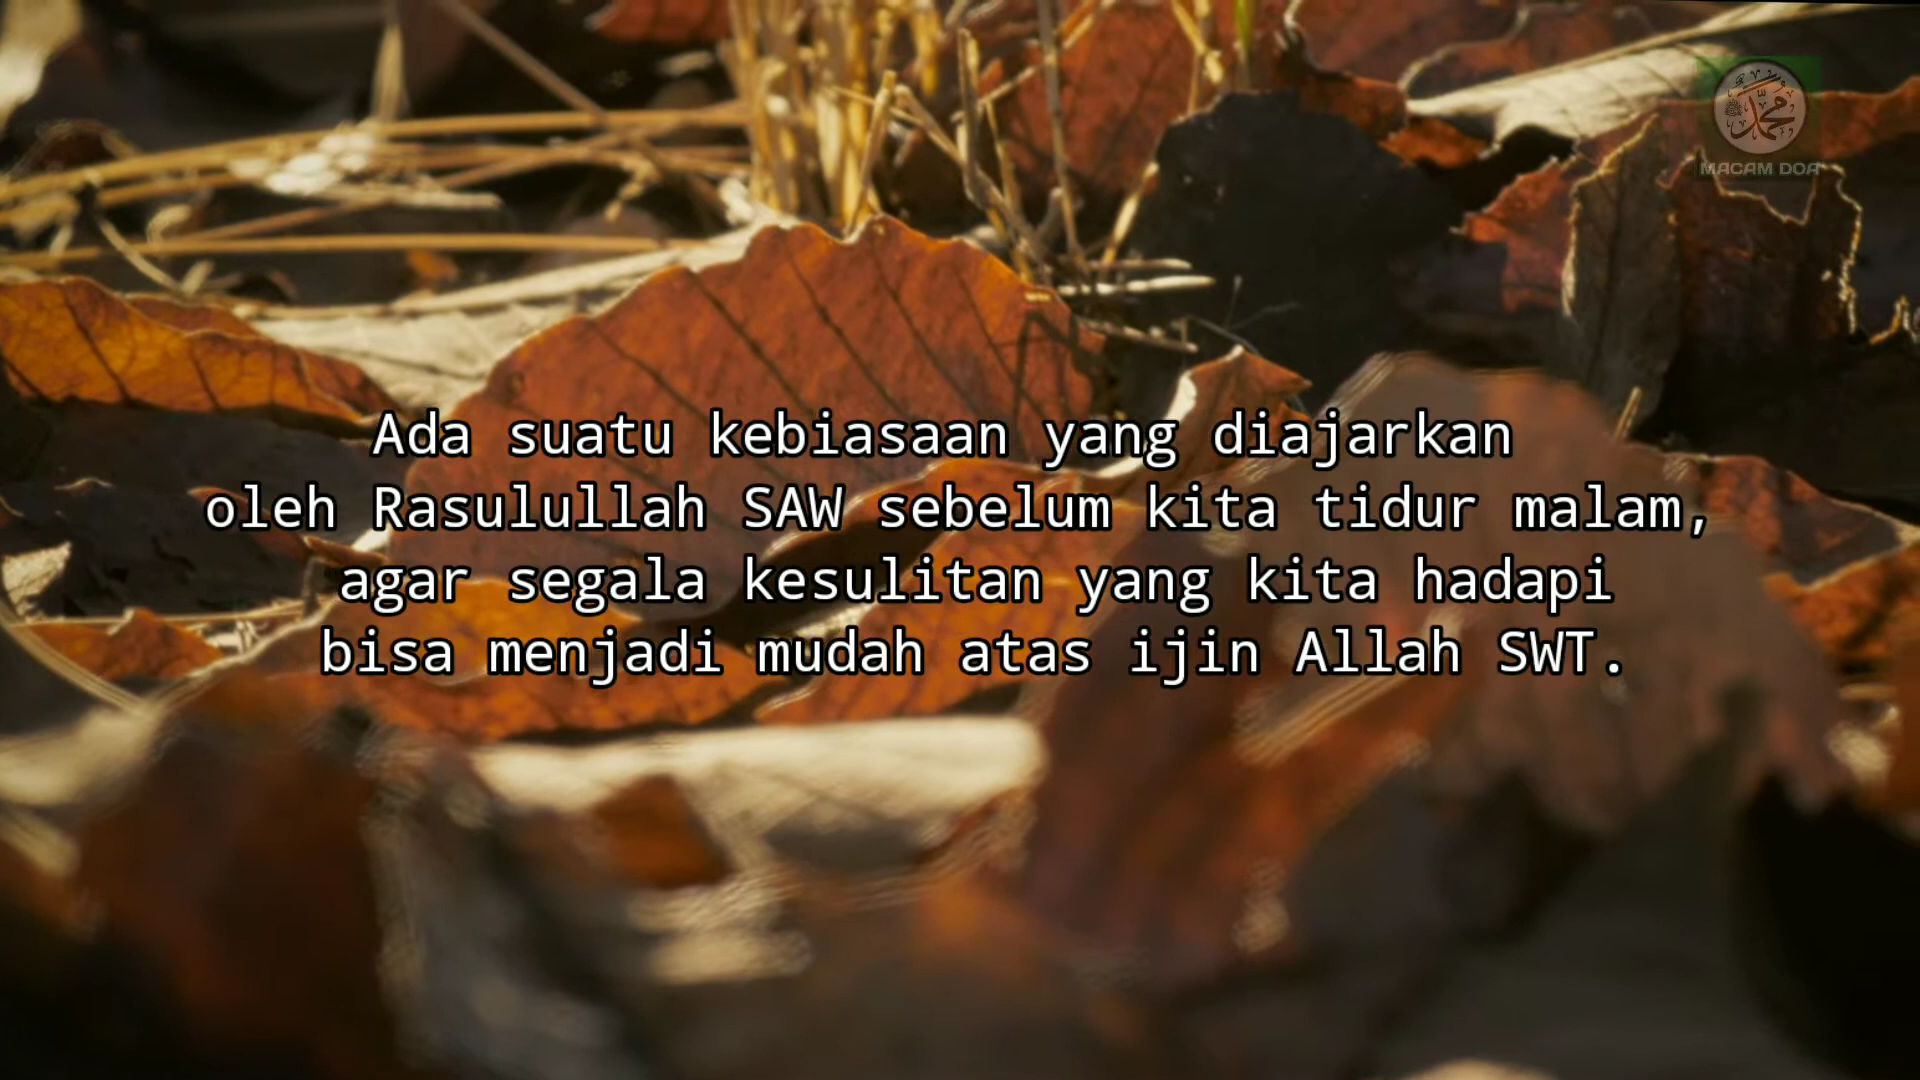 محمد
MACAM DOA
Ada suatu kebiasaan yang diajarkan
oleh Rasulullah SAW sebelum kita tidur malam,
agar segala kesulitan yang kita hadapi
bisa menjadi mudah atas ijin Allah SWT.